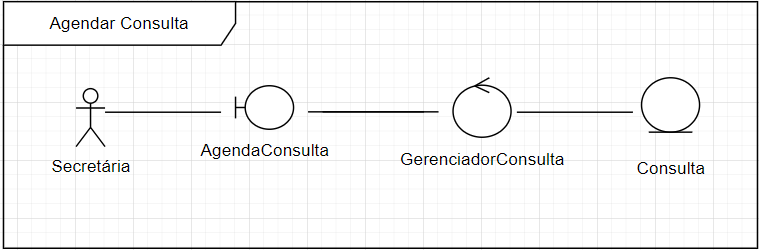 Agendar Consulta
Secretária
AgendaConsulta
GerenciadorConsulta
Consulta